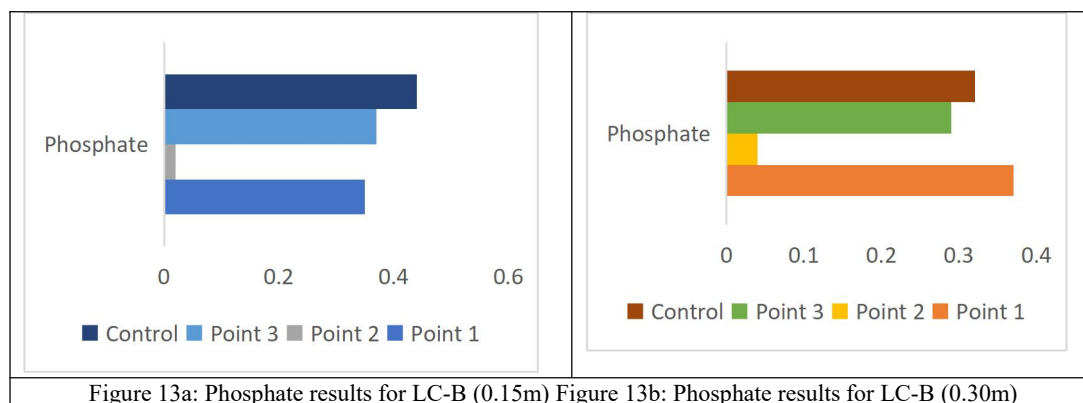 Phosphate
0 0.2 0.4 0.6
Control Point 3 Point 2 Point 1
Phosphate
0 0.1 0.2 0.3 0.4
Control Point 3 Point 2 Point 1
Figure 13a: Phosphate results for LC-B (0.15m) Figure 13b: Phosphate results for LC-B (0.30m)